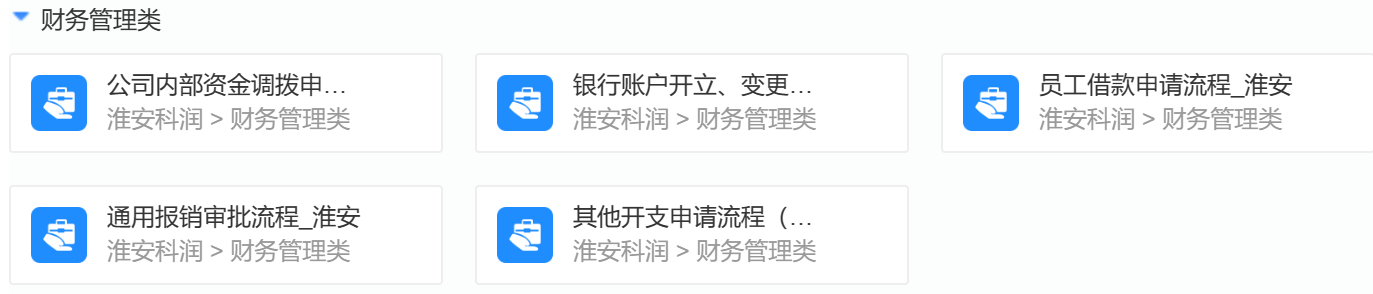 财务管理类
公司内部资金调拨申...
淮安科润 > 财务管理类
银行账户开立、变更...
淮安科润 > 财务管理类
员工借款申请流程_淮安
淮安科润 > 财务管理类
通用报销审批流程_淮安
淮安科润 > 财务管理类
其他开支申请流程（...
淮安科润 > 财务管理类